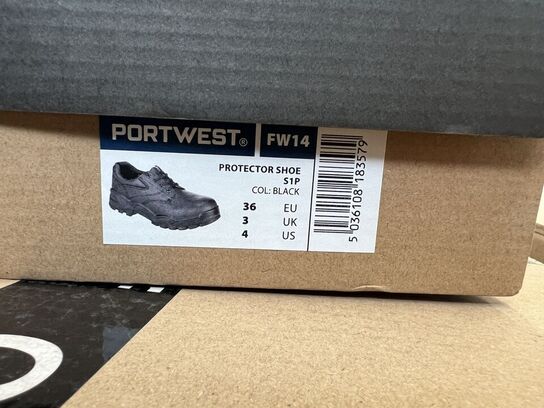 PORTWEST® FW14
PROTECTOR SHOE
S1P
COL: BLACK
36 EU
3 UK
4 US
5 036108 183579